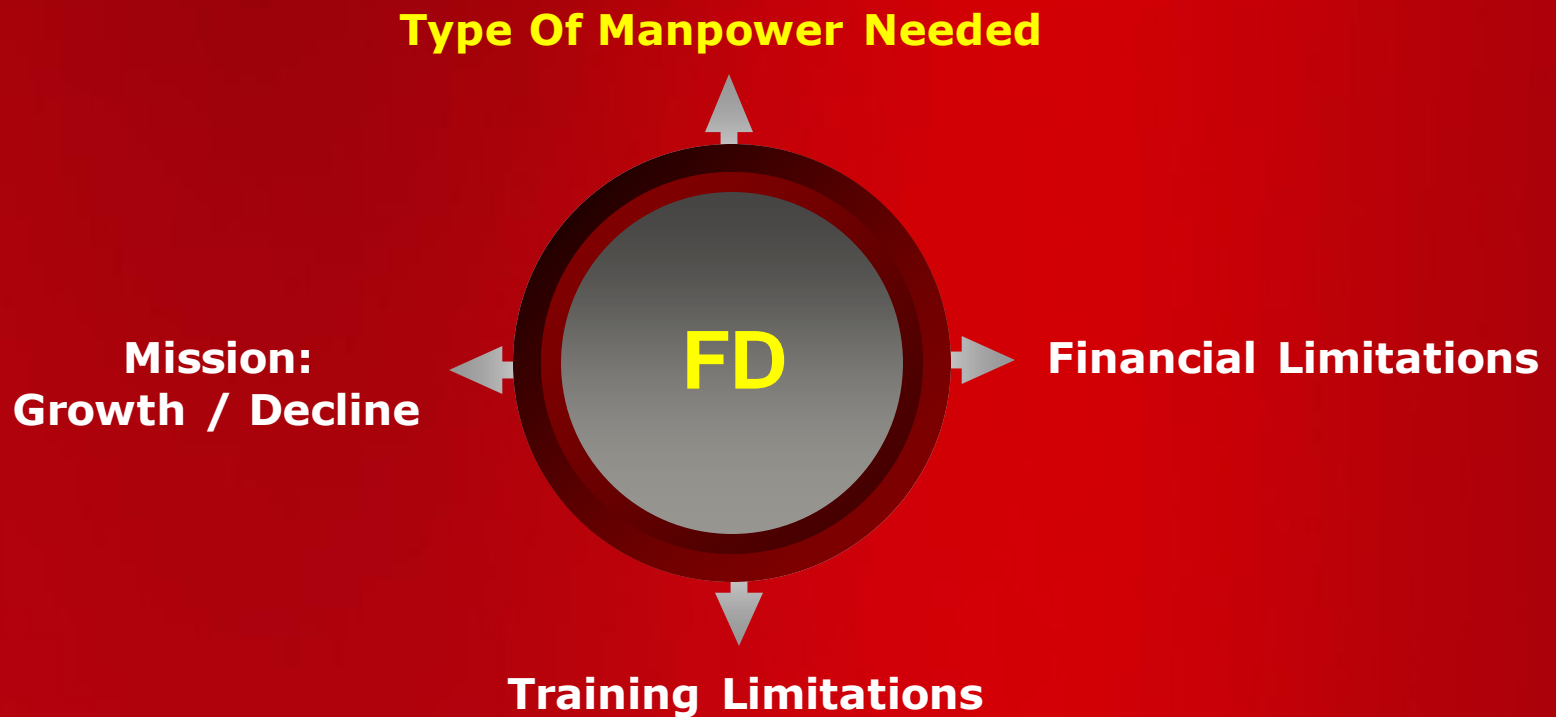 Type Of Manpower Needed
FD
Mission:
Growth / Decline
Financial Limitations
Training Limitations